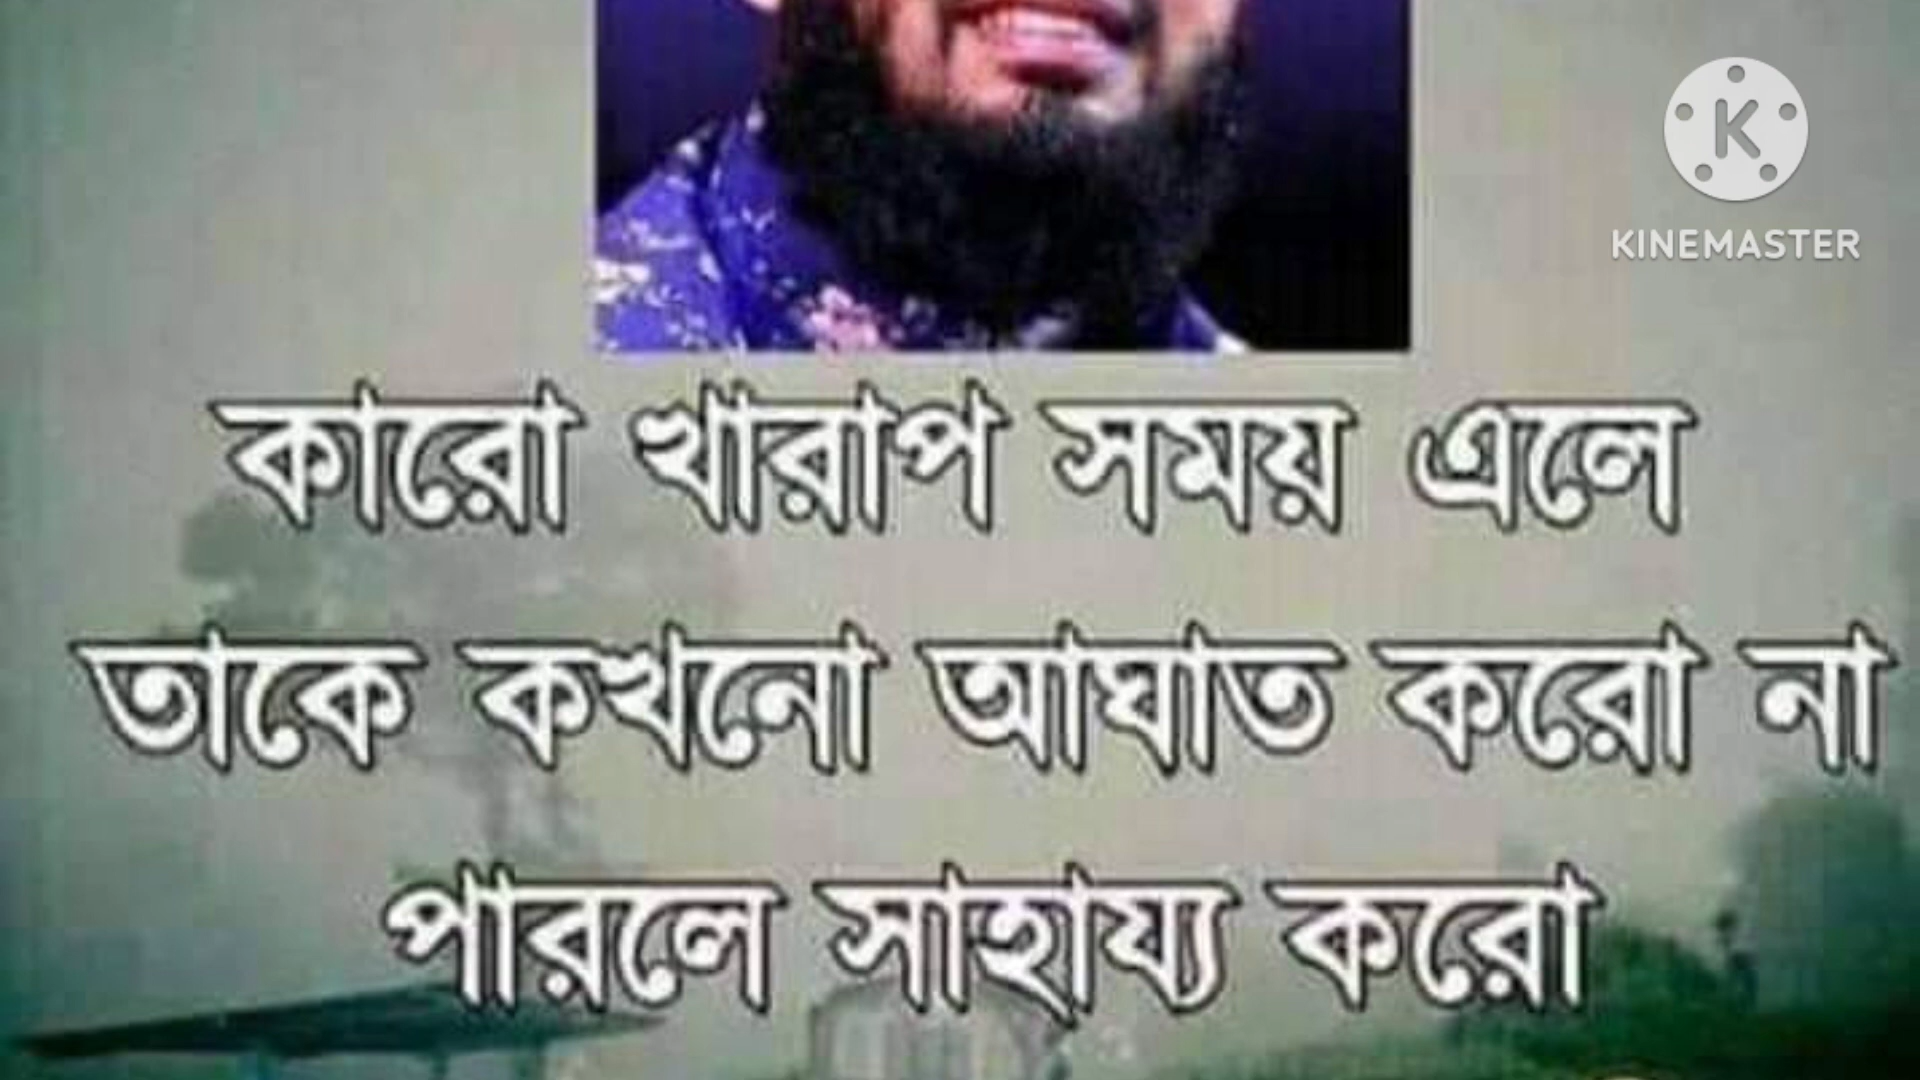 KINEMASTER
কারো খারাপ সময় এলে
তাকে কখনো আঘাত করো না
পারলে সাহায্য করো